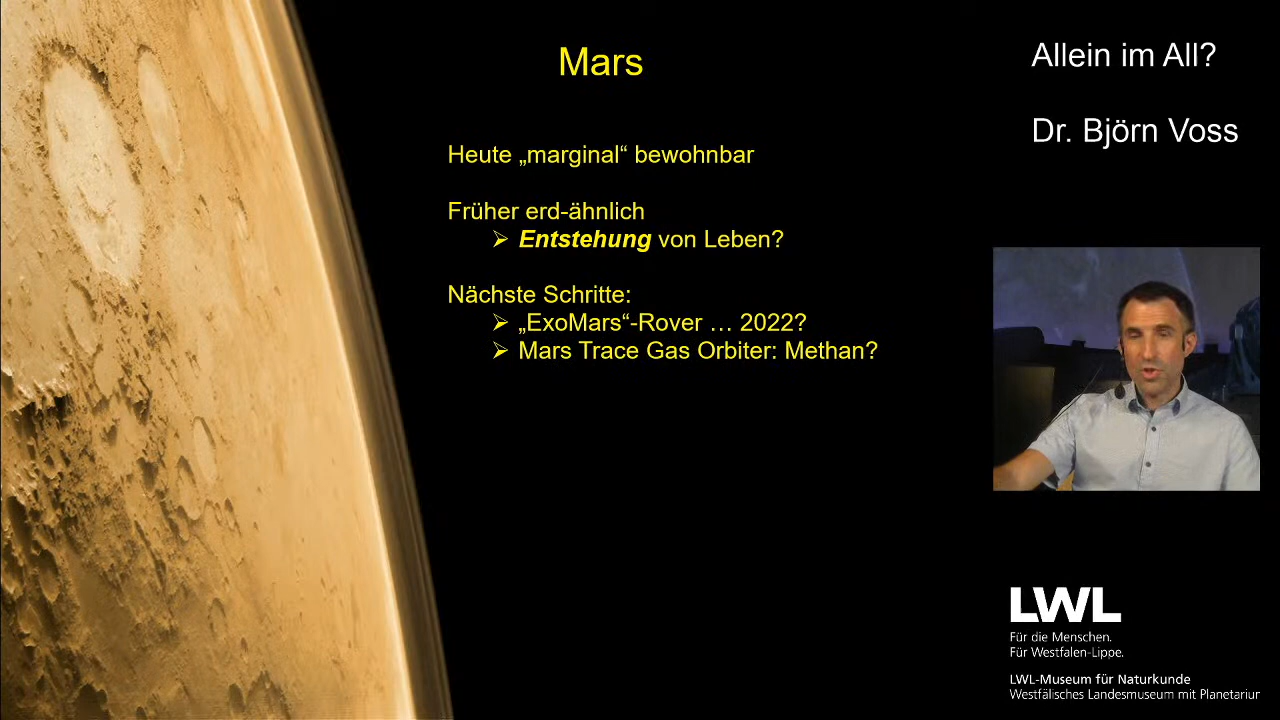 Mars
Heute „marginal“ bewohnbar
Früher erd-ähnlich
➢ Entstehung von Leben?
Nächste Schritte:
➢ „ExoMars“-Rover … 2022?
➢ Mars Trace Gas Orbiter: Methan?
Allein im All?
Dr. Björn Voss
LWL
Für die Menschen.
Für Westfalen-Lippe.
LWL-Museum für Naturkunde
Westfälisches Landesmuseum mit Planetariur